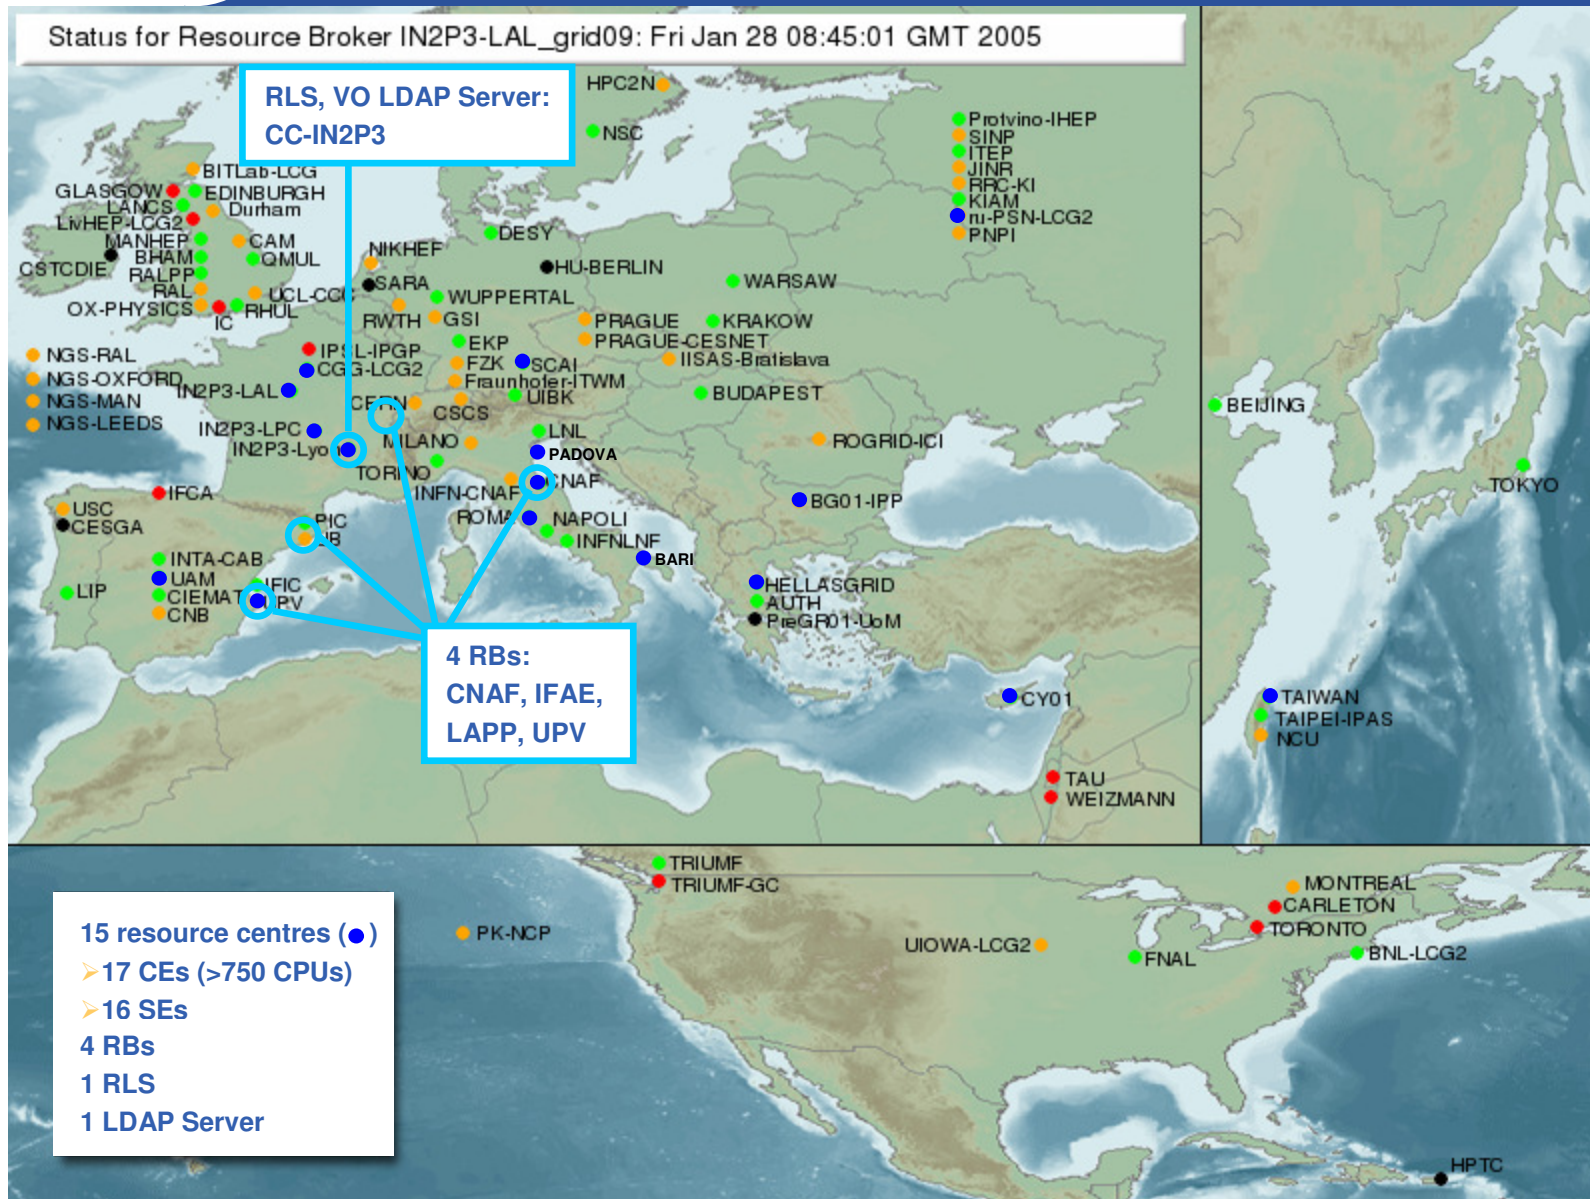 Status for Resource Broker IN2P3-LAL_grid09: Fri Jan 28 08:45:01 GMT 2005
RLS, VO LDAP Server:
CC-IN2P3
HPC2N
NSC
Protvino-IHEP
SINP
ITEP
JINR
RRC-KI
KIAM
ru-PSN-LCG2
PNPI
BITLab-LCG
GLASGOW
EDINBURGH
LANCS
Durham
LivHEP-LCG2
MANHEP
CAM
BHAM
QMUL
CSTCDIE
RALPP
RAL
UCL-CCC
OX-PHYSICS
IC
RHUL
NIKHEF
SARA
DESY
HU-BERLIN
WUPPERTAL
WARSAW
RWTH
GSI
PRAGUE
KRAKOW
EKP
PRAGUE-CESNET
NGS-RAL
NGS-OXFORD
NGS-MAN
NGS-LEEDS
IPSL-IPGP
CGG-LCG2
IN2P3-LAL
FZK
SCAI
IISAS-Bratislava
Fraunhofer-ITWM
UIBK
BUDAPEST
CERN
CSCS
BEIJING
IN2P3-LPC
IN2P3-Lyon
MILANO
LNL
ROGRID-ICI
PADOVA
TORINO
CNAF
INFN-CNAF
TOKYO
IFCA
USC
CESGA
BG01-IPP
ROMA
NAPOLI
INFNLNF
PIC
UB
BARI
INTA-CAB
UAM
IFIC
CIEMAT
UPV
CNB
LIP
HELLASGRID
AUTH
PreGR01-UoM
4 RBs:
CNAF, IFAE,
LAPP, UPV
CY01
TAIWAN
TAIPEI-IPAS
NCU
TAU
WEIZMANN
TRIUMF
TRIUMF-GC
MONTREAL
CARLETON
TORONTO
PK-NCP
UIOWA-LCG2
FNAL
BNL-LCG2
HPTC
15 resource centres ( )
17 CEs (>750 CPUs)
16 SEs
4 RBs
1 RLS
1 LDAP Server